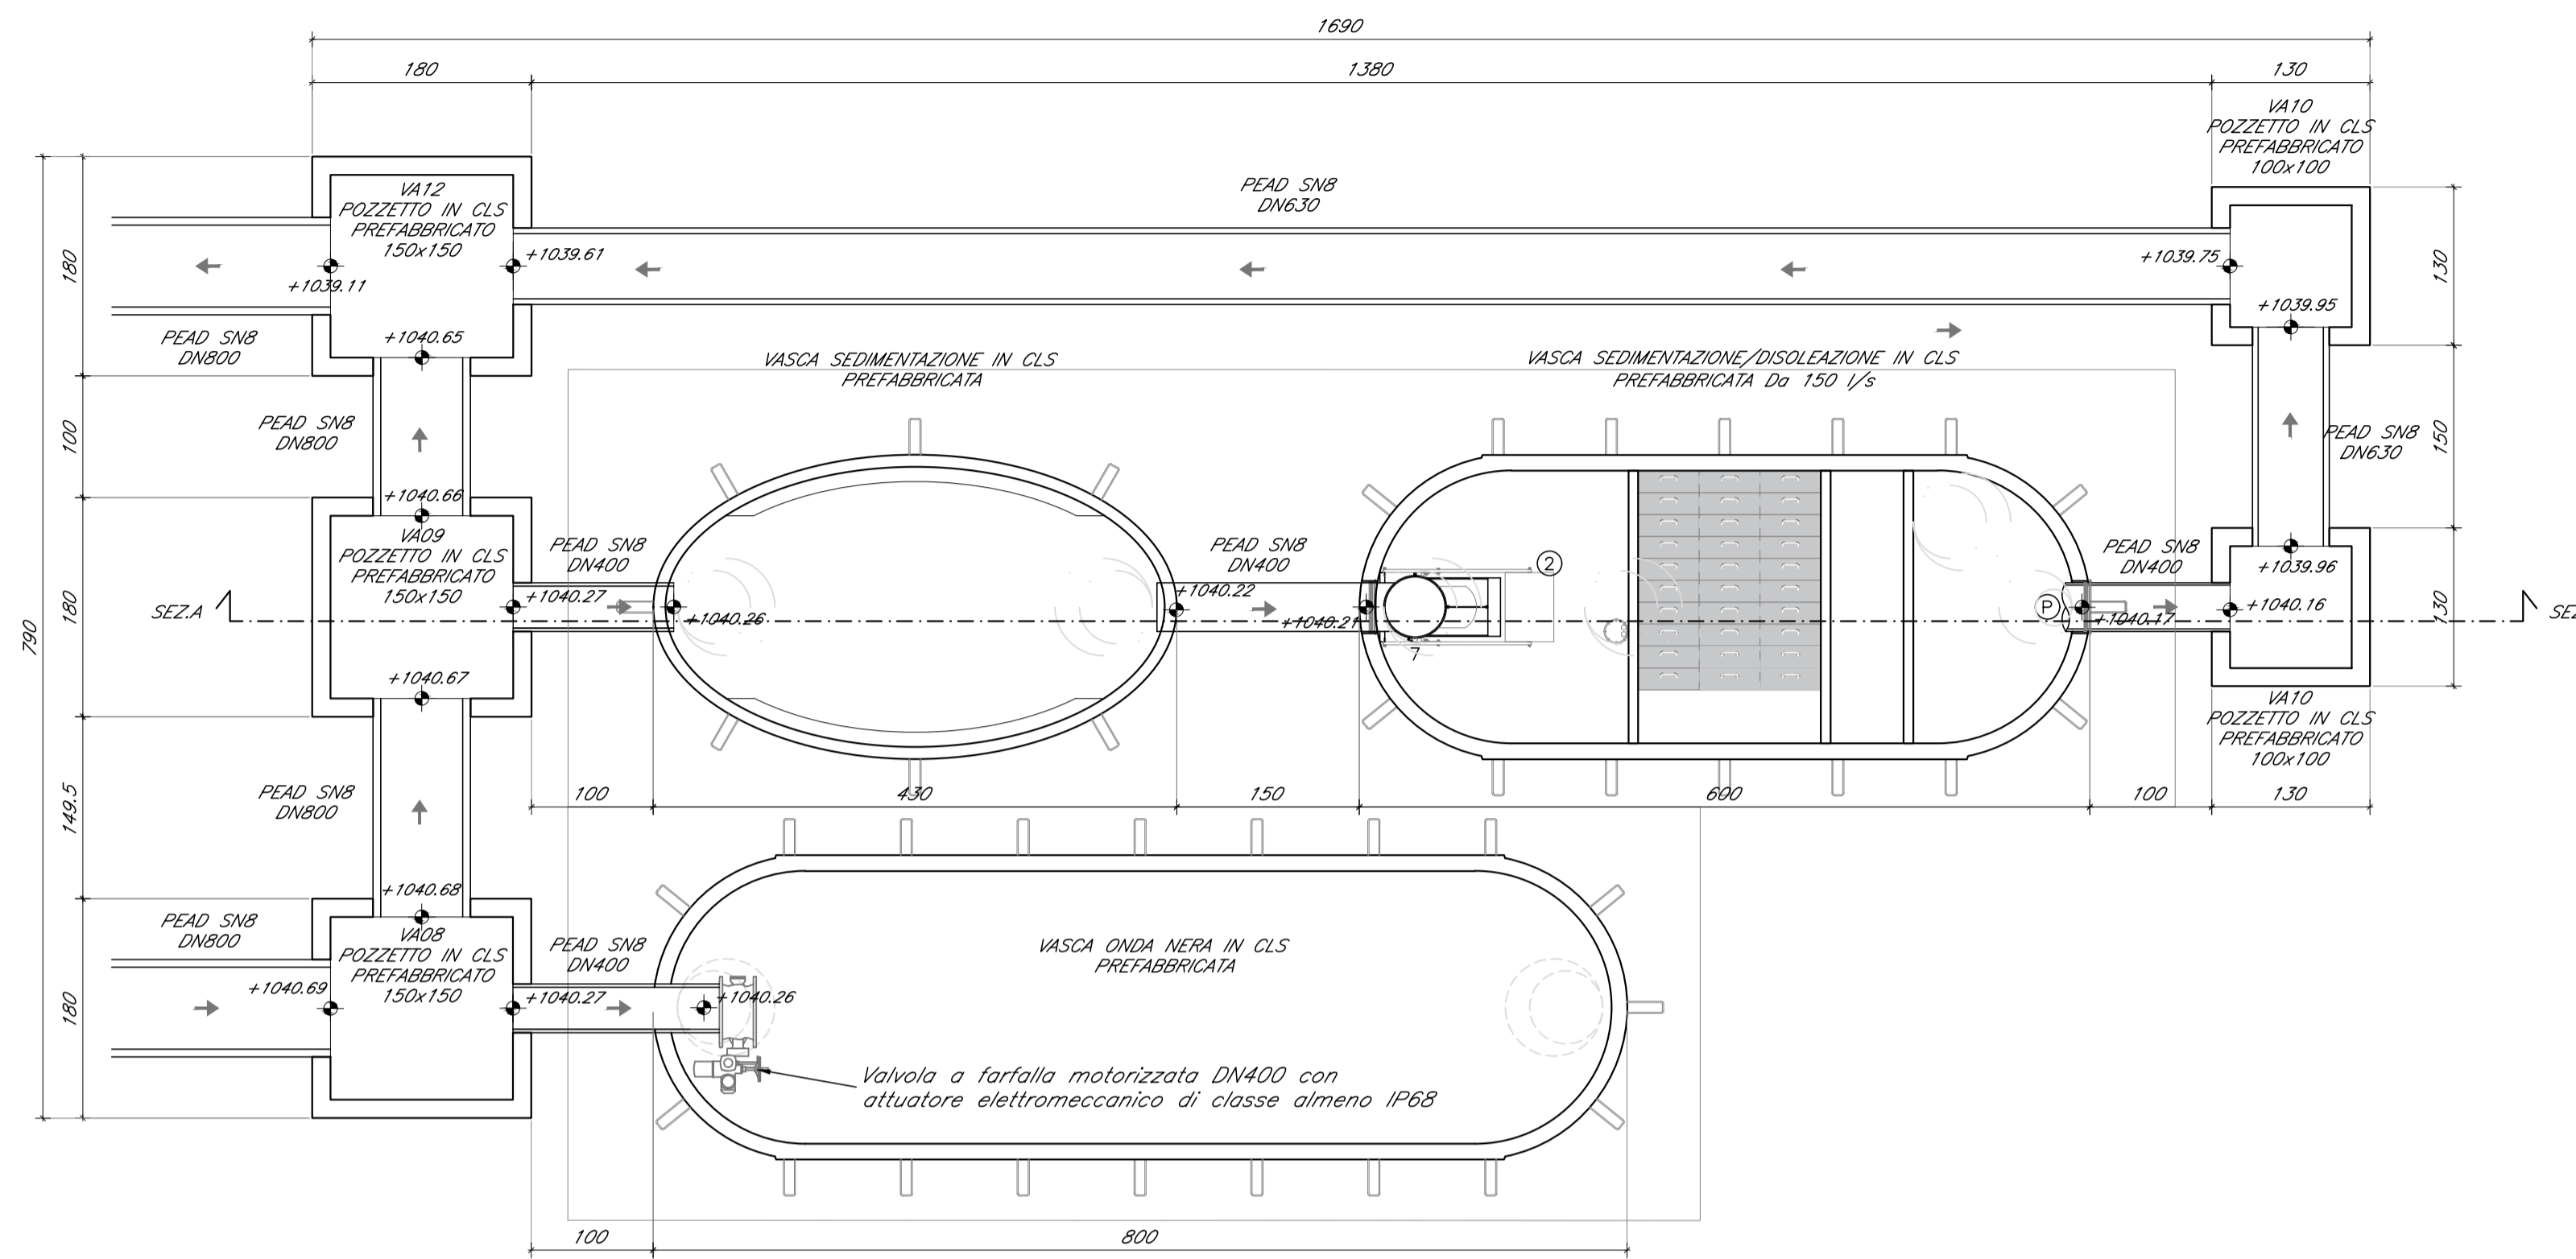 1690
180
1380
130
VA10
POZZETTO IN CLS
PREFABBRICATO
100x100
VA12
POZZETTO IN CLS
PREFABBRICATO
150x150
PEAD SN8
DN630
+1039.61
+1039.11
+1039.75
+1039.95
180
130
+1040.65
PEAD SN8
DN800
VASCA SEDIMENTAZIONE IN CLS
PREFABBRICATA
VASCA SEDIMENTAZIONE/DISOLEAZIONE IN CLS
PREFABBRICATA Da 150 l/s
PEAD SN8
DN800
100
150
PEAD SN8
DN630
+1040.66
VA09
POZZETTO IN CLS
PREFABBRICATO
150x150
PEAD SN8
DN400
PEAD SN8
DN400
2
PEAD SN8
DN400
+1039.96
SEZ.A
+1040.27
+1040.26
+1040.22
+1040.21
7
P
+1040.17
+1040.16
SEZ
790
180
130
+1040.67
VA10
POZZETTO IN CLS
PREFABBRICATO
100x100
PEAD SN8
DN800
149.5
100
430
150
600
100
130
+1040.68
PEAD SN8
DN800
VA08
POZZETTO IN CLS
PREFABBRICATO
150x150
PEAD SN8
DN400
VASCA ONDA NERA IN CLS
PREFABBRICATA
+1040.69
+1040.27
+1040.26
180
Valvola a farfalla motorizzata DN400 con
attuatore elettromeccanico di classe almeno IP68
100
800